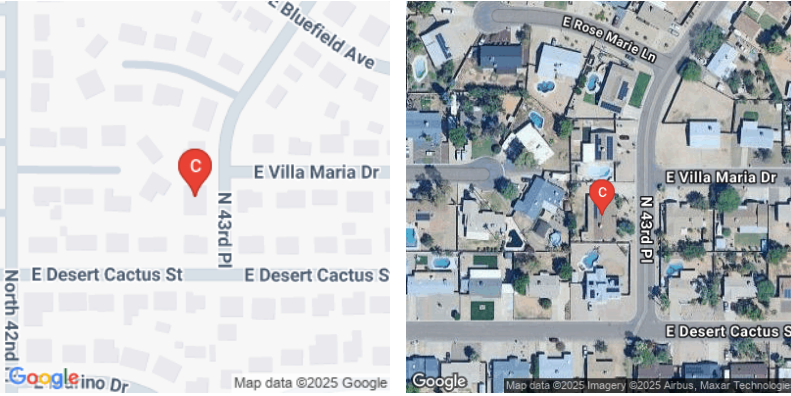 E Bluefield Ave
C
E Villa Maria Dr
N 43rd Pl
E Desert Cactus St
E Desert Cactus S
North 42nd
Google
Marino Dr
Map data ©2025 Google
E Rose Marie Ln
E Villa Maria Dr
C
N 43rd Pl
E Desert Cactus S
Google
Map data ©2025 Imagery ©2025 Airbus, Maxar Technologie